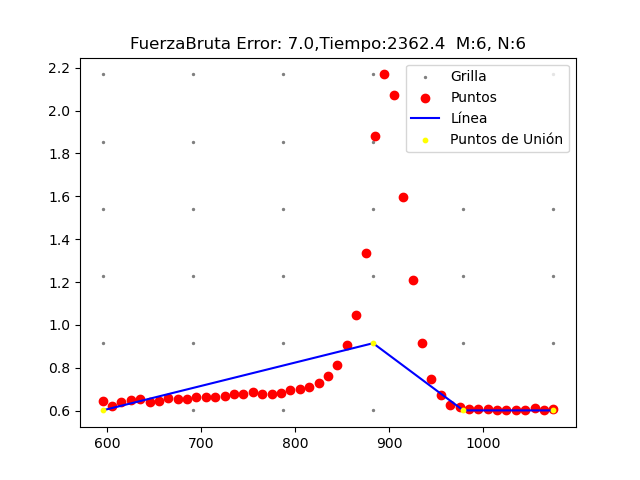 FuerzaBruta Error: 7.0,Tiempo:2362.4  M:6, N:6
2.2
2.0
1.8
1.6
1.4
1.2
1.0
0.8
0.6
600 700 800 900 1000
Grilla
Puntos
Línea
Puntos de Unión